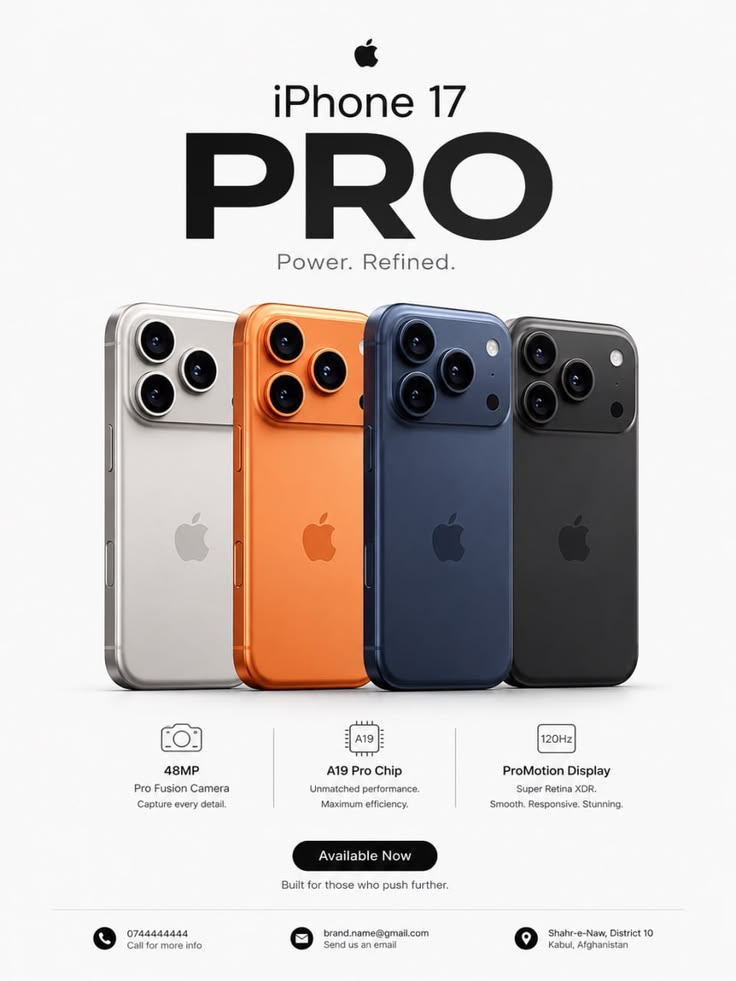 iPhone 17
PRO
Power. Refined.
A19
120Hz
48MP
Pro Fusion Camera
Capture every detail.
A19 Pro Chip
Unmatched performance.
Maximum efficiency.
ProMotion Display
Super Retina XDR.
Smooth. Responsive. Stunning.
Available Now
Built for those who push further.
0744444444
Call for more info
brand.name@gmail.com
Send us an email
Shahr-e-Naw, District 10
Kabul, Afghanistan